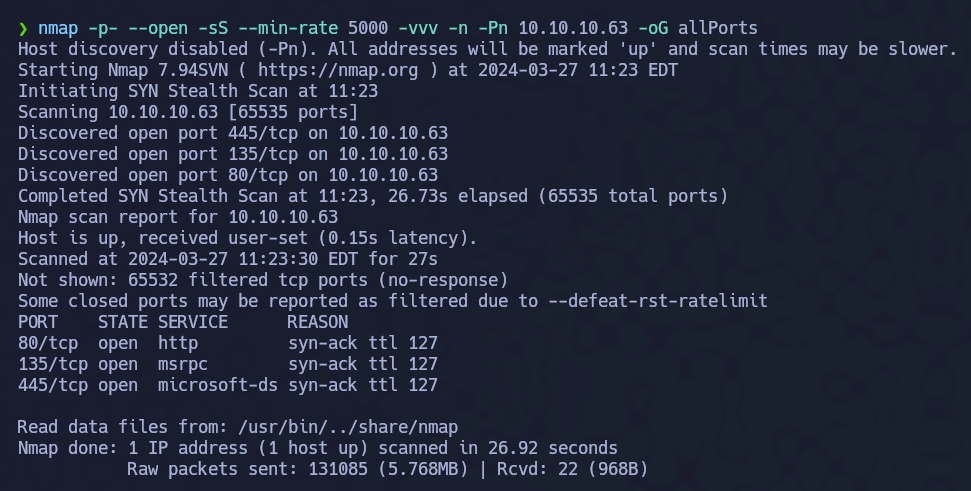 ❯ nmap -p- --open -sS --min-rate 5000 -vvv -n -Pn 10.10.10.63 -oG allPorts
Host discovery disabled (-Pn). All addresses will be marked 'up' and scan times may be slower.
Starting Nmap 7.94SVN ( https://nmap.org ) at 2024-03-27 11:23 EDT
Initiating SYN Stealth Scan at 11:23
Scanning 10.10.10.63 [65535 ports]
Discovered open port 445/tcp on 10.10.10.63
Discovered open port 135/tcp on 10.10.10.63
Discovered open port 80/tcp on 10.10.10.63
Completed SYN Stealth Scan at 11:23, 26.73s elapsed (65535 total ports)
Nmap scan report for 10.10.10.63
Host is up, received user-set (0.15s latency).
Scanned at 2024-03-27 11:23:30 EDT for 27s
Not shown: 65532 filtered tcp ports (no-response)
Some closed ports may be reported as filtered due to --defeat-rst-ratelimit
PORT    STATE SERVICE      REASON
80/tcp  open  http         syn-ack ttl 127
135/tcp open  msrpc        syn-ack ttl 127
445/tcp open  microsoft-ds syn-ack ttl 127

Read data files from: /usr/bin/../share/nmap
Nmap done: 1 IP address (1 host up) scanned in 26.92 seconds
           Raw packets sent: 131085 (5.768MB) | Rcvd: 22 (968B)